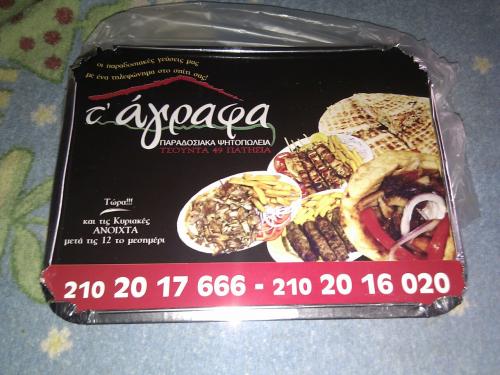 οι παραδοσιακές γεύσεις μας
με ένα τηλεφώνημα στο σπίτι σας!
τ' άγραφα
ΠΑΡΑΔΟΣΙΑΚΑ ΨΗΤΟΠΩΛΕΙΑ
ΤΣΟΥΝΤΑ 49 ΠΑΤΗΣΙΑ
Τώρα!!!
και τις Κυριακές
ΑΝΟΙΧΤΑ
μετά τις 12 το μεσημέρι
210 20 17 666 - 210 20 16 020